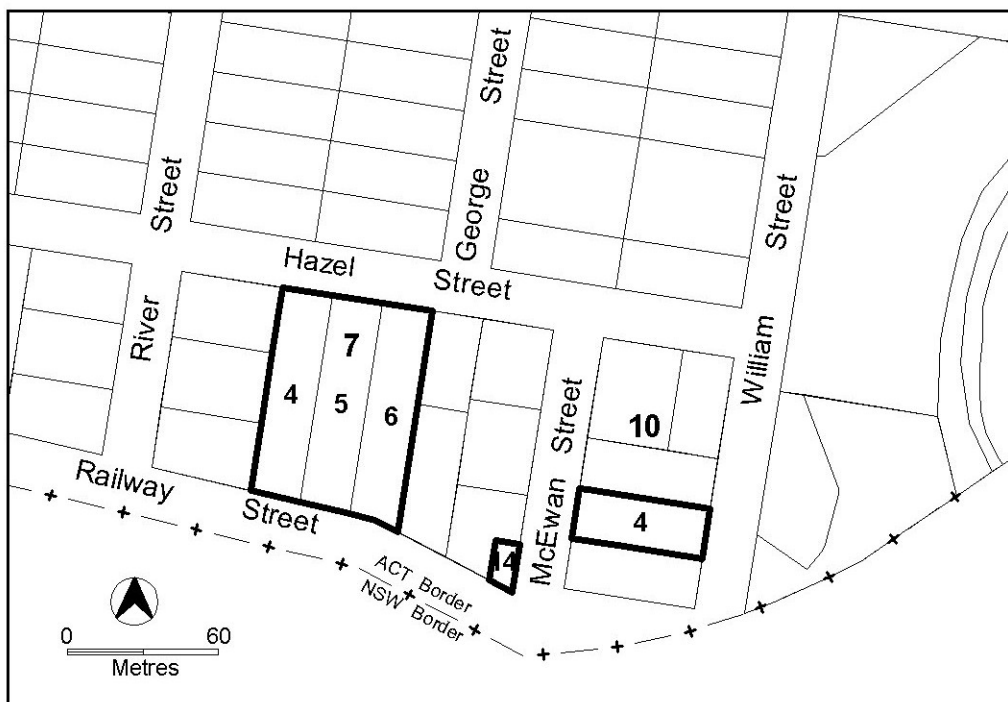 Street
Street
Street
Street
George
Hazel
Street
River
William
7
4
5
6
10
Street
McEwan
4
Railway
Street
14
ACT Border
NSW Border
0 60
Metres